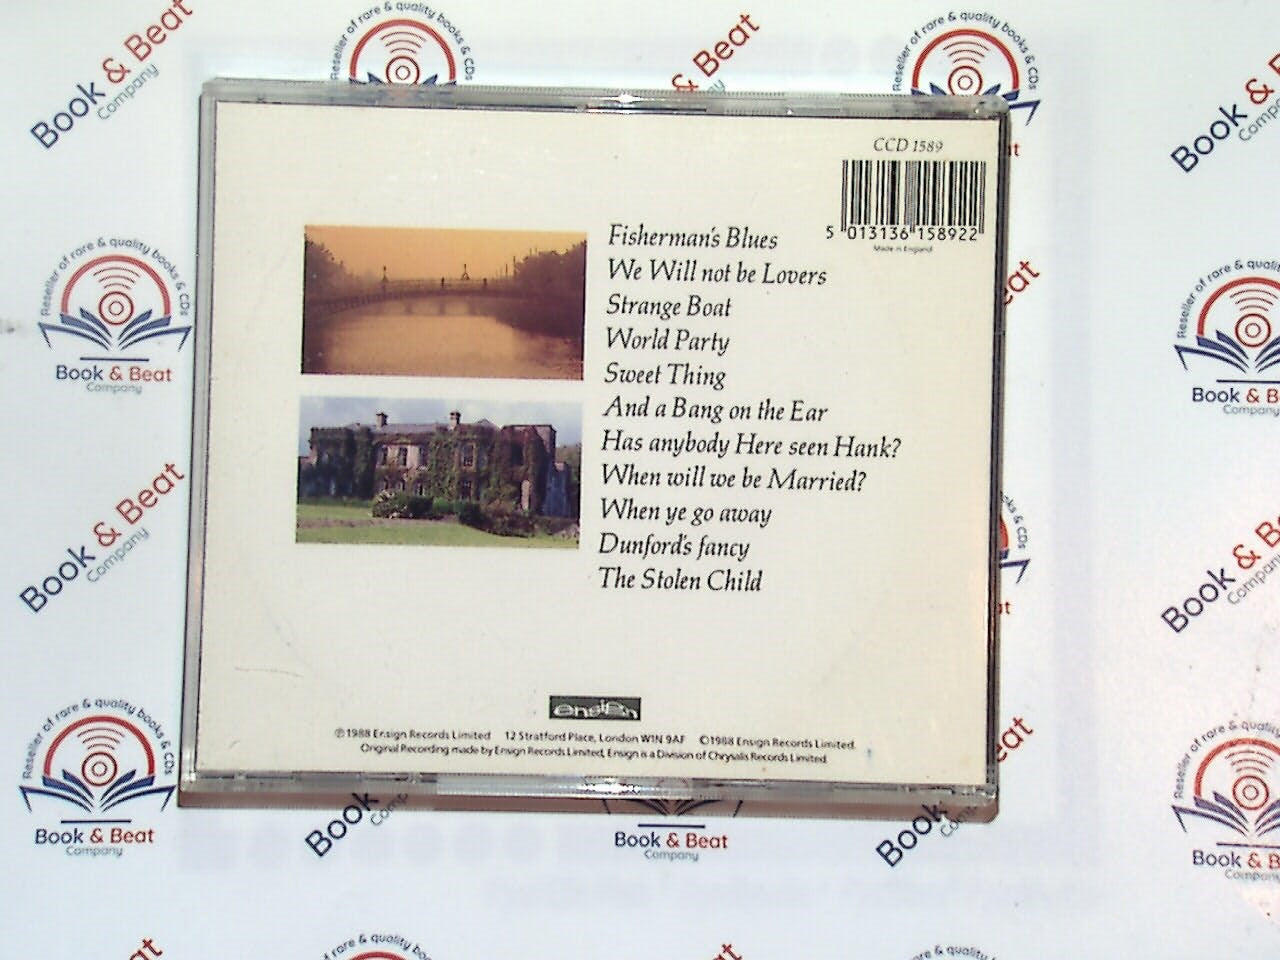 CCD 1589
5 013136 158922
Made in England
Fisherman's Blues
We Will not be Lovers
Strange Boat
World Party
Sweet Thing
And a Bang on the Ear
Has anybody Here seen Hank?
When will we be Married?
When ye go away
Dunford's fancy
The Stolen Child
ensign
℗1988 Ensign Records Limited 12 Stratford Place, London W1N 9AF ©1988 Ensign Records Limited.
Original Recording made by Ensign Records Limited, Ensign is a Division of Chrysalis Records Limited.
Book & Beat
Company
Reseller of rare & quality books & CDs
Book & Beat
Company